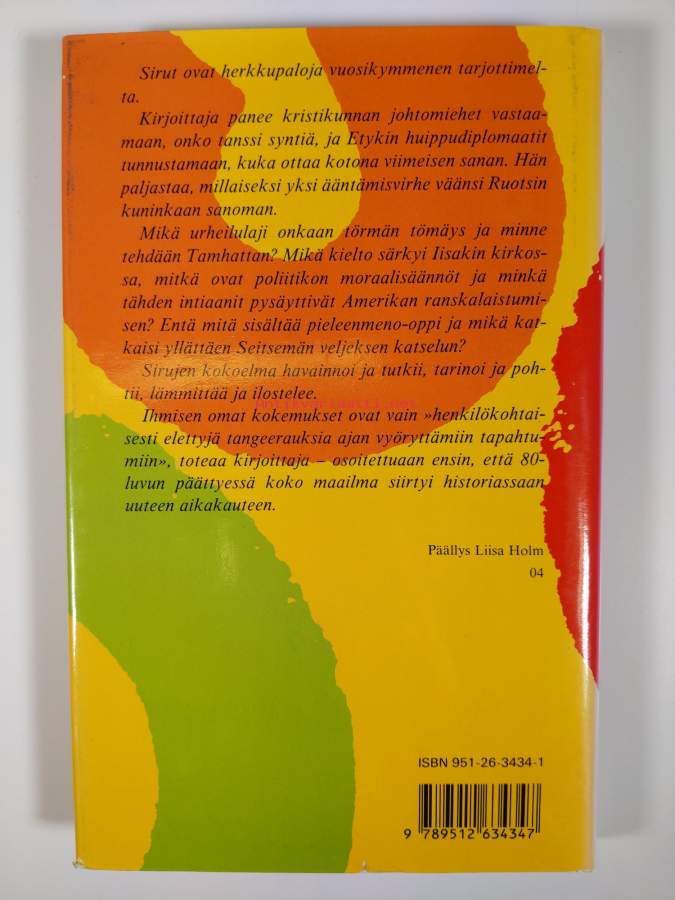 Sirut ovat herkkupaloja vuosikymmenen tarjottimel-
ta.
Kirjoittaja panee kristikunnan johtomiehet vastaa-
maan, onko tanssi syntiä, ja Etykin huippudiplomaatit
tunnustamaan, kuka ottaa kotona viimeisen sanan. Hän
paljastaa, millaiseksi yksi ääntämisvirhe väänsi Ruotsin
kuninkaan sanoman.
Mikä urheilulaji onkaan törmän tömäys ja minne
tehdään Tamhattan? Mikä kielto särkyi Iisakin kirkos-
sa, mitkä ovat poliitikon moraalisäännöt ja minkä
tähden intiaanit pysäyttivät Amerikan ranskalaistumi-
sen? Entä mitä sisältää pieleenmeno-oppi ja mikä kat-
kaisi yllättäen Seitsemän veljeksen katselun?
Sirujen kokoelma havainnoi ja tutkii, tarinoi ja poh-
tii, lämmittää ja ilostelee.
Ihmisen omat kokemukset ovat vain »henkilökohtai-
sesti elettyjä tangeerauksia ajan vyöryttämiin tapahtu-
miin», toteaa kirjoittaja – osoitettuaan ensin, että 80-
luvun päättyessä koko maailma siirtyi historiassaan
uuteen aikakauteen.
Päällys Liisa Holm
04
ISBN 951-26-3434-1
9 789512 634347